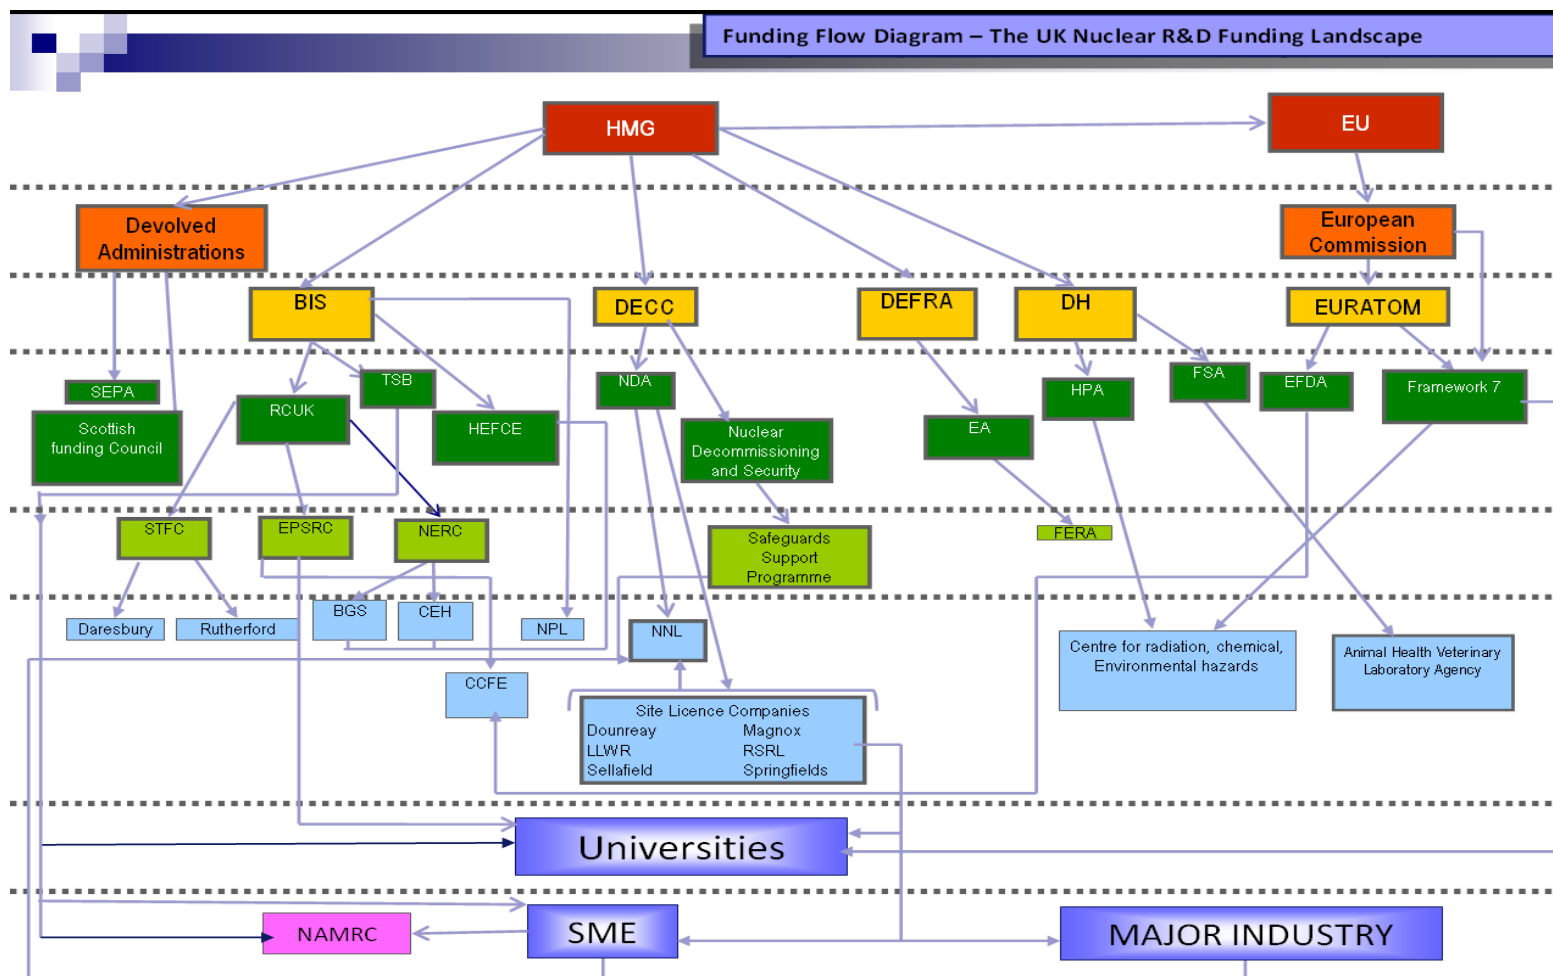 Funding Flow Diagram – The UK Nuclear R&D Funding Landscape
HMG
EU
Devolved
Administrations
European
Commission
BIS
DECC
DEFRA
DH
EURATOM
SEPA
RCUK
TSB
HEFCE
NDA
HPA
FSA
EFDA
Framework 7
Scottish
funding Council
Nuclear
Decommissioning
and Security
EA
STFC
EPSRC
NERC
Safeguards
Support
Programme
FERA
Daresbury
Rutherford
BGS
CEH
NPL
NNL
Centre for radiation, chemical,
Environmental hazards
Animal Health Veterinary
Laboratory Agency
CCFE
Site Licence Companies
Dounreay Magnox
LLWR RSRL
Sellafield Springfields
Universities
NAMRC
SME
MAJOR INDUSTRY